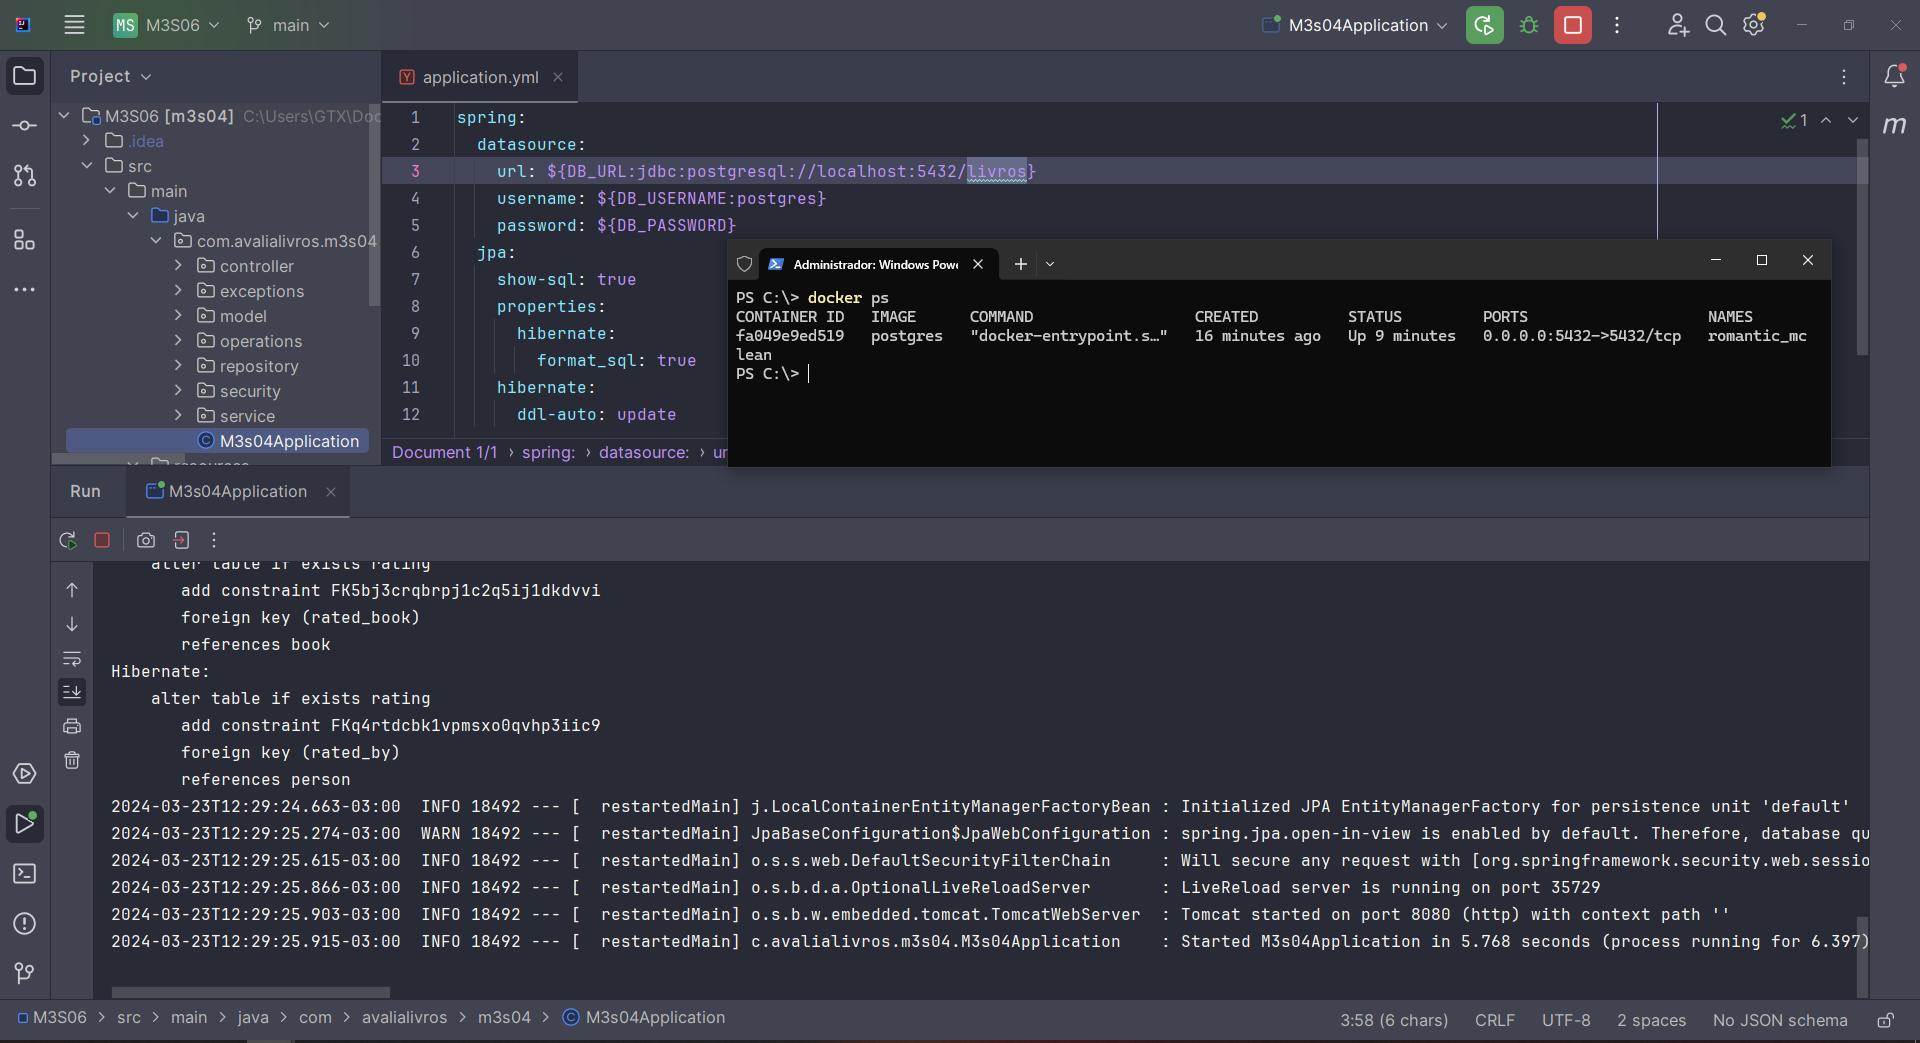 MS M3S06 main M3s04Application
Project
application.yml
M3S06 [m3s04] C:\Users\GTX\Doc
.idea
src
main
java
com.avalialivros.m3s04
controller
exceptions
model
operations
repository
security
service
M3s04Application
resources
1 spring:
2 datasource:
3 url: ${DB_URL:jdbc:postgresql://localhost:5432/livros}
4 username: ${DB_USERNAME:postgres}
5 password: ${DB_PASSWORD}
6 jpa:
7 show-sql: true
8 properties:
9 hibernate:
10 format_sql: true
11 hibernate:
12 ddl-auto: update
1
m
Document 1/1 › spring: › datasource: › ur
Administrador: Windows Powe
PS C:\> docker ps
CONTAINER ID IMAGE COMMAND CREATED STATUS PORTS NAMES
fa049e9ed519 postgres "docker-entrypoint.s…" 16 minutes ago Up 9 minutes 0.0.0.0:5432->5432/tcp romantic_mc
lean
PS C:\>
Run M3s04Application
alter table if exists rating
add constraint FK5bj3crqbrpj1c2q5ij1dkdvvi
foreign key (rated_book)
references book
Hibernate:
alter table if exists rating
add constraint FKq4rtdcbk1vpmsxo0qvhp3iic9
foreign key (rated_by)
references person
2024-03-23T12:29:24.663-03:00 INFO 18492 --- [ restartedMain] j.LocalContainerEntityManagerFactoryBean : Initialized JPA EntityManagerFactory for persistence unit 'default'
2024-03-23T12:29:25.274-03:00 WARN 18492 --- [ restartedMain] JpaBaseConfiguration$JpaWebConfiguration : spring.jpa.open-in-view is enabled by default. Therefore, database qu
2024-03-23T12:29:25.615-03:00 INFO 18492 --- [ restartedMain] o.s.s.web.DefaultSecurityFilterChain : Will secure any request with [org.springframework.security.web.sessio
2024-03-23T12:29:25.866-03:00 INFO 18492 --- [ restartedMain] o.s.b.d.a.OptionalLiveReloadServer : LiveReload server is running on port 35729
2024-03-23T12:29:25.903-03:00 INFO 18492 --- [ restartedMain] o.s.b.w.embedded.tomcat.TomcatWebServer : Tomcat started on port 8080 (http) with context path ''
2024-03-23T12:29:25.915-03:00 INFO 18492 --- [ restartedMain] c.avalialivros.m3s04.M3s04Application : Started M3s04Application in 5.768 seconds (process running for 6.397)
M3S06 › src › main › java › com › avalialivros › m3s04 › M3s04Application
3:58 (6 chars) CRLF UTF-8 2 spaces No JSON schema